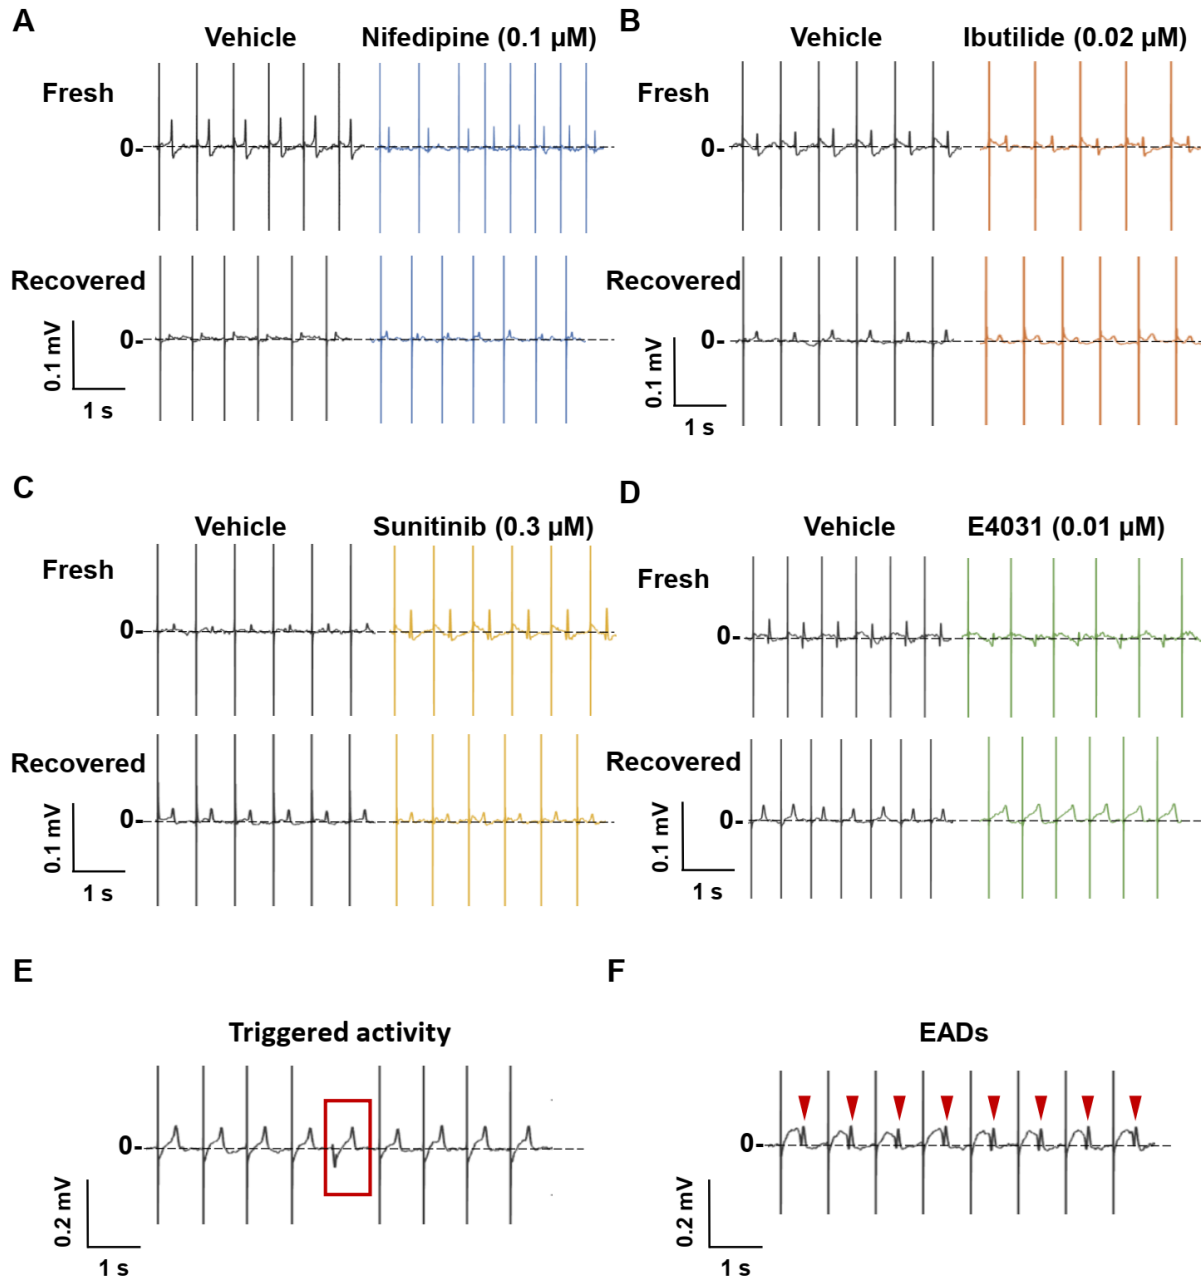 A
Vehicle Nifedipine (0.1 µM)
Fresh
0-
Recovered
0-
0.1 mV
1 s
B
Vehicle Ibutilide (0.02 µM)
Fresh
0-
Recovered
0-
0.1 mV
1 s
C
Vehicle Sunitinib (0.3 µM)
Fresh
0-
Recovered
0-
0.1 mV
1 s
D
Vehicle E4031 (0.01 µM)
Fresh
0-
Recovered
0-
0.1 mV
1 s
E
Triggered activity
0-
0.2 mV
1 s
F
EADs
0-
0.2 mV
1 s